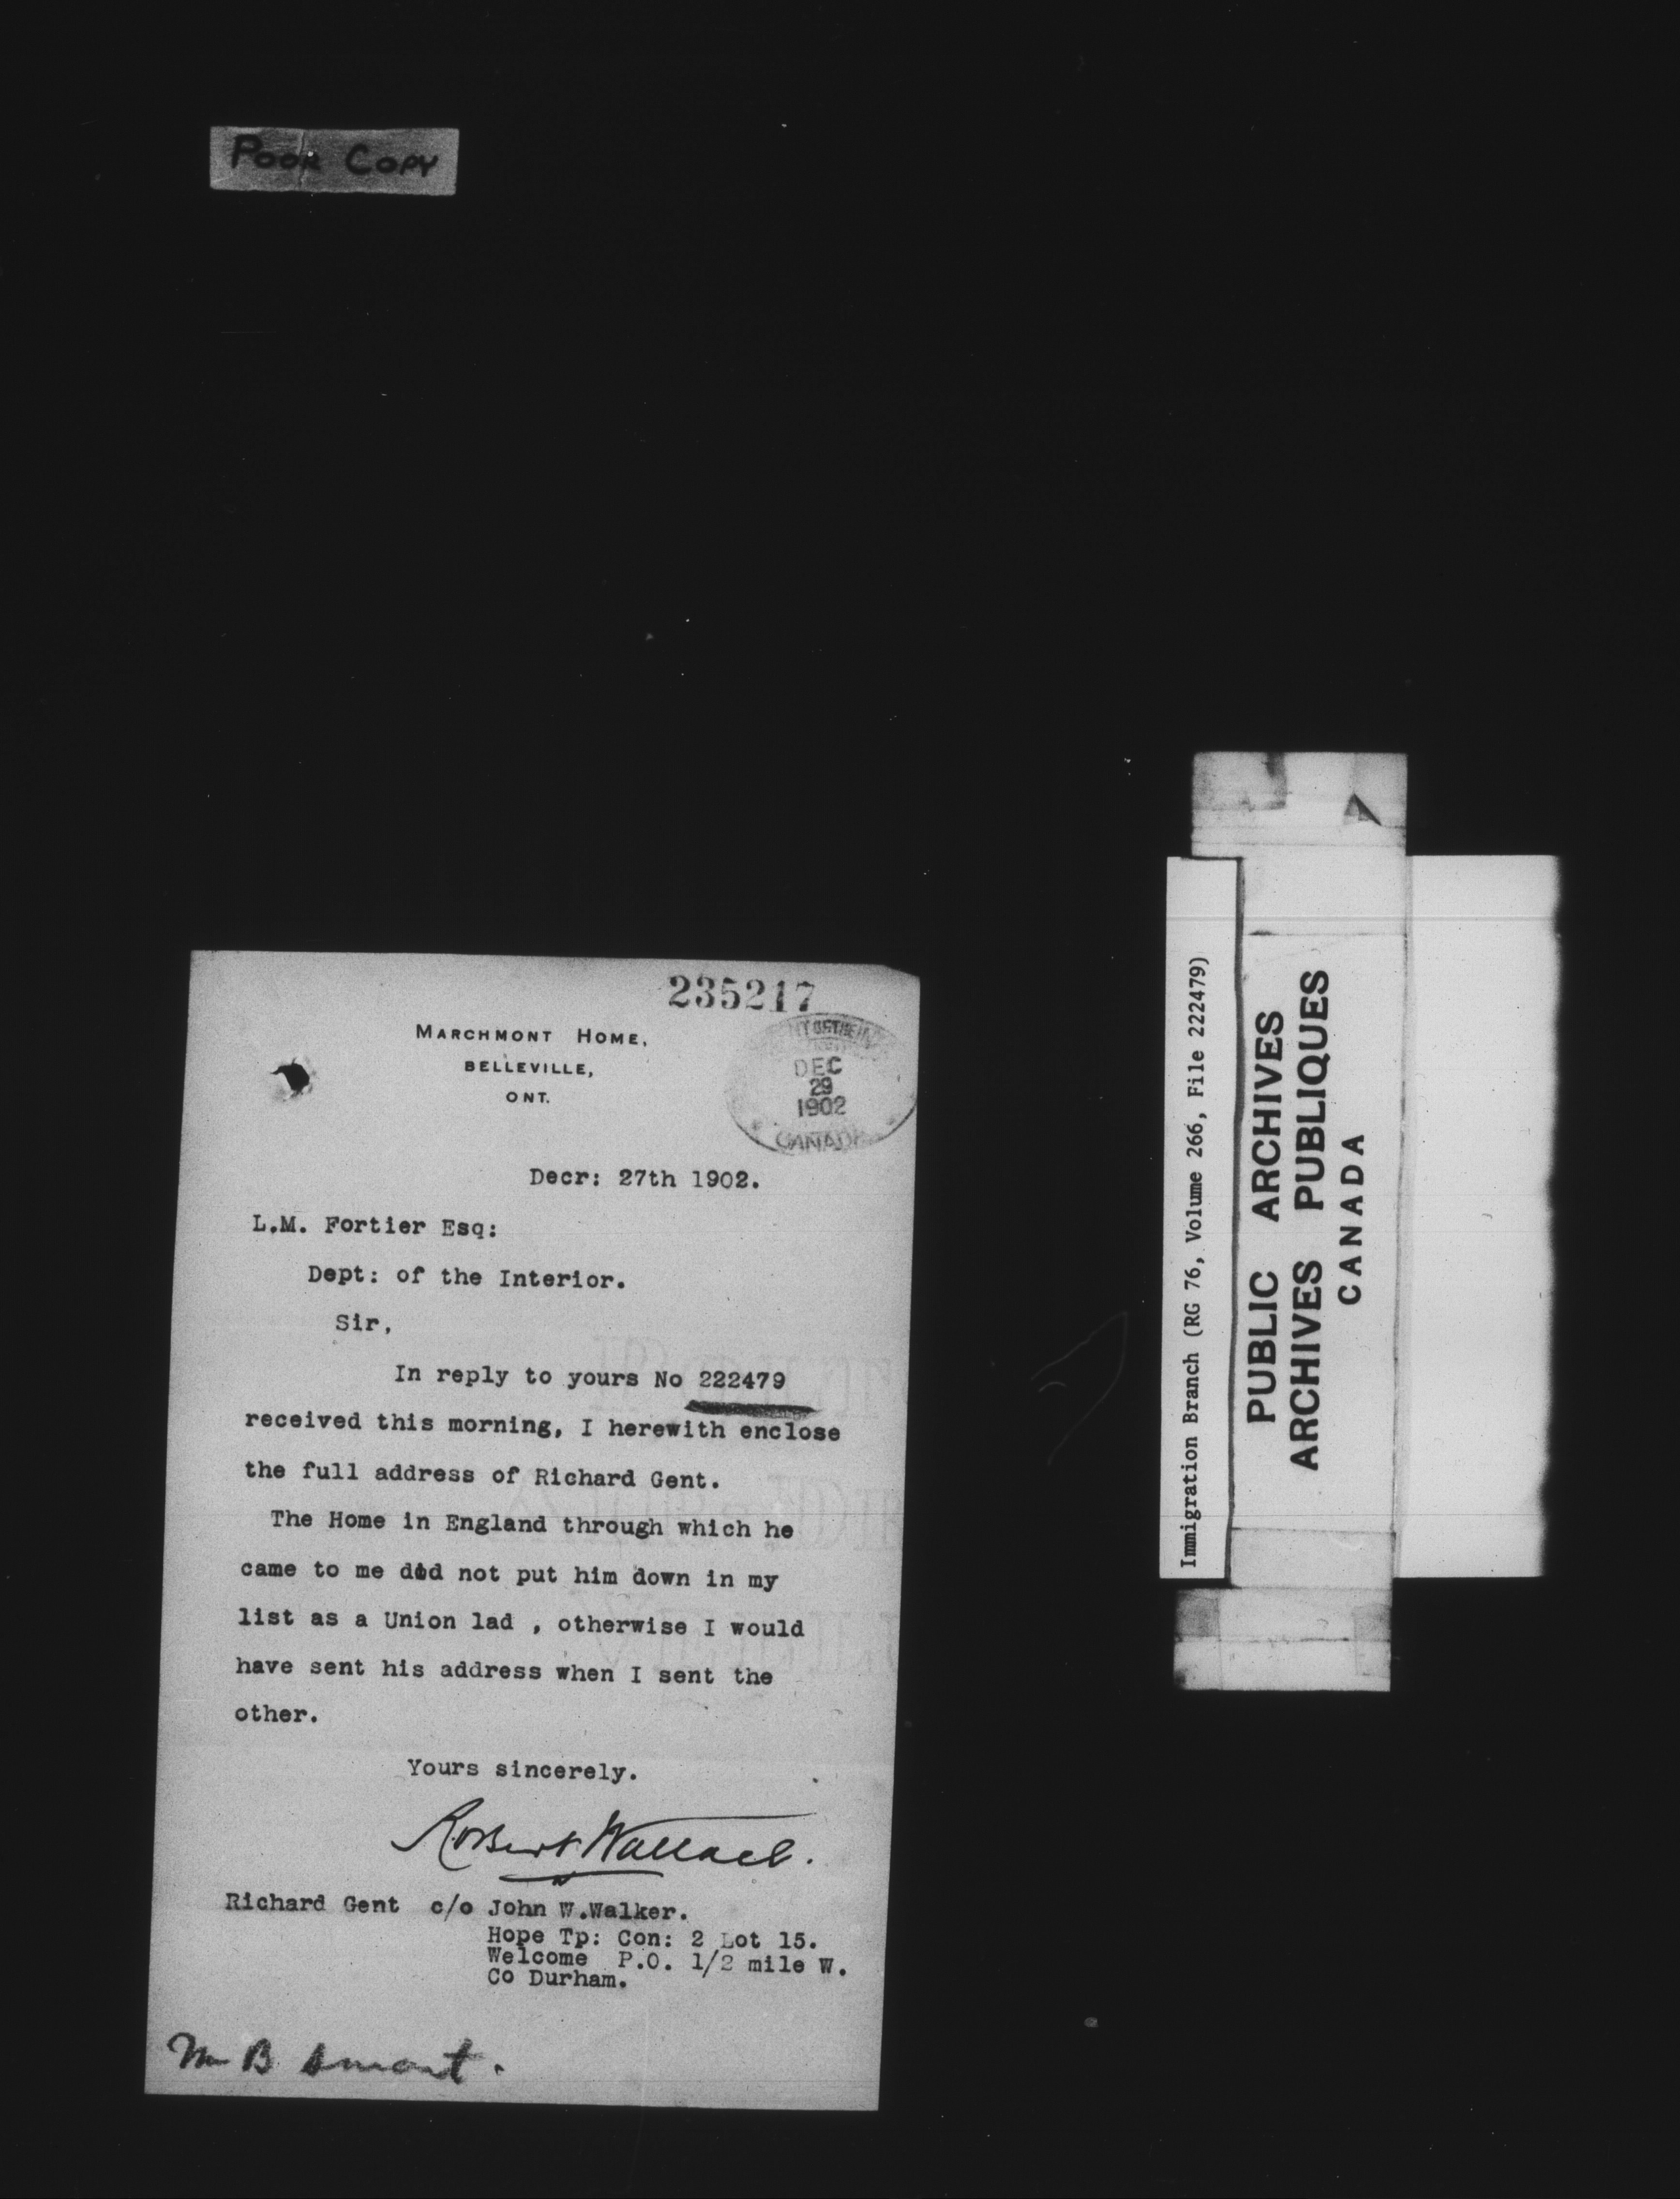 POOR COPY
235217
MARCHMONT HOME,
BELLEVILLE,
ONT.
DEC
29
1902
CANADA
Decr: 27th 1902.
L.M. Fortier Esq:
Dept: of the Interior.
Sir,
In reply to yours No 222479
received this morning, I herewith enclose
the full address of Richard Gent.
The Home in England through which he
came to me did not put him down in my
list as a Union lad , otherwise I would
have sent his address when I sent the
other.
Yours sincerely.
Robert Wallace.
Richard Gent c/o John W.Walker.
Hope Tp: Con: 2 Lot 15.
Welcome P.O. 1/2 mile W.
Co Durham.
Mr B Smart.
Immigration Branch (RG 76, Volume 266, File 222479)
PUBLIC ARCHIVES
ARCHIVES PUBLIQUES
CANADA